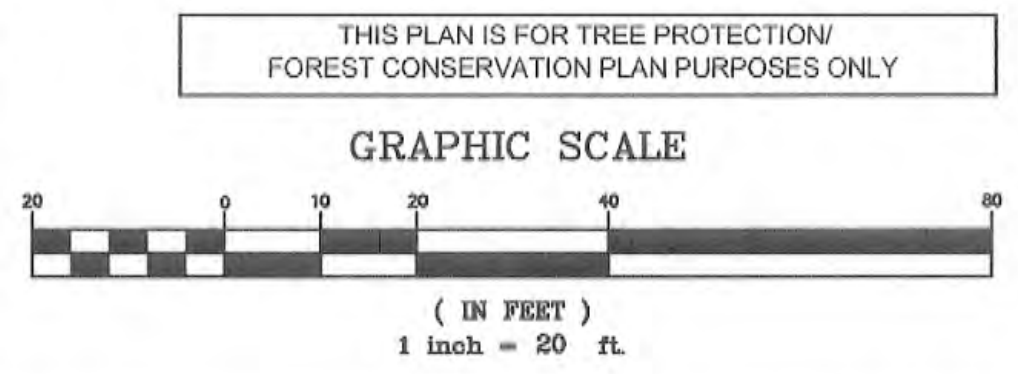 THIS PLAN IS FOR TREE PROTECTION/
FOREST CONSERVATION PLAN PURPOSES ONLY
GRAPHIC SCALE
20 0 10 20 40 80
( IN FEET )
1 inch = 20 ft.